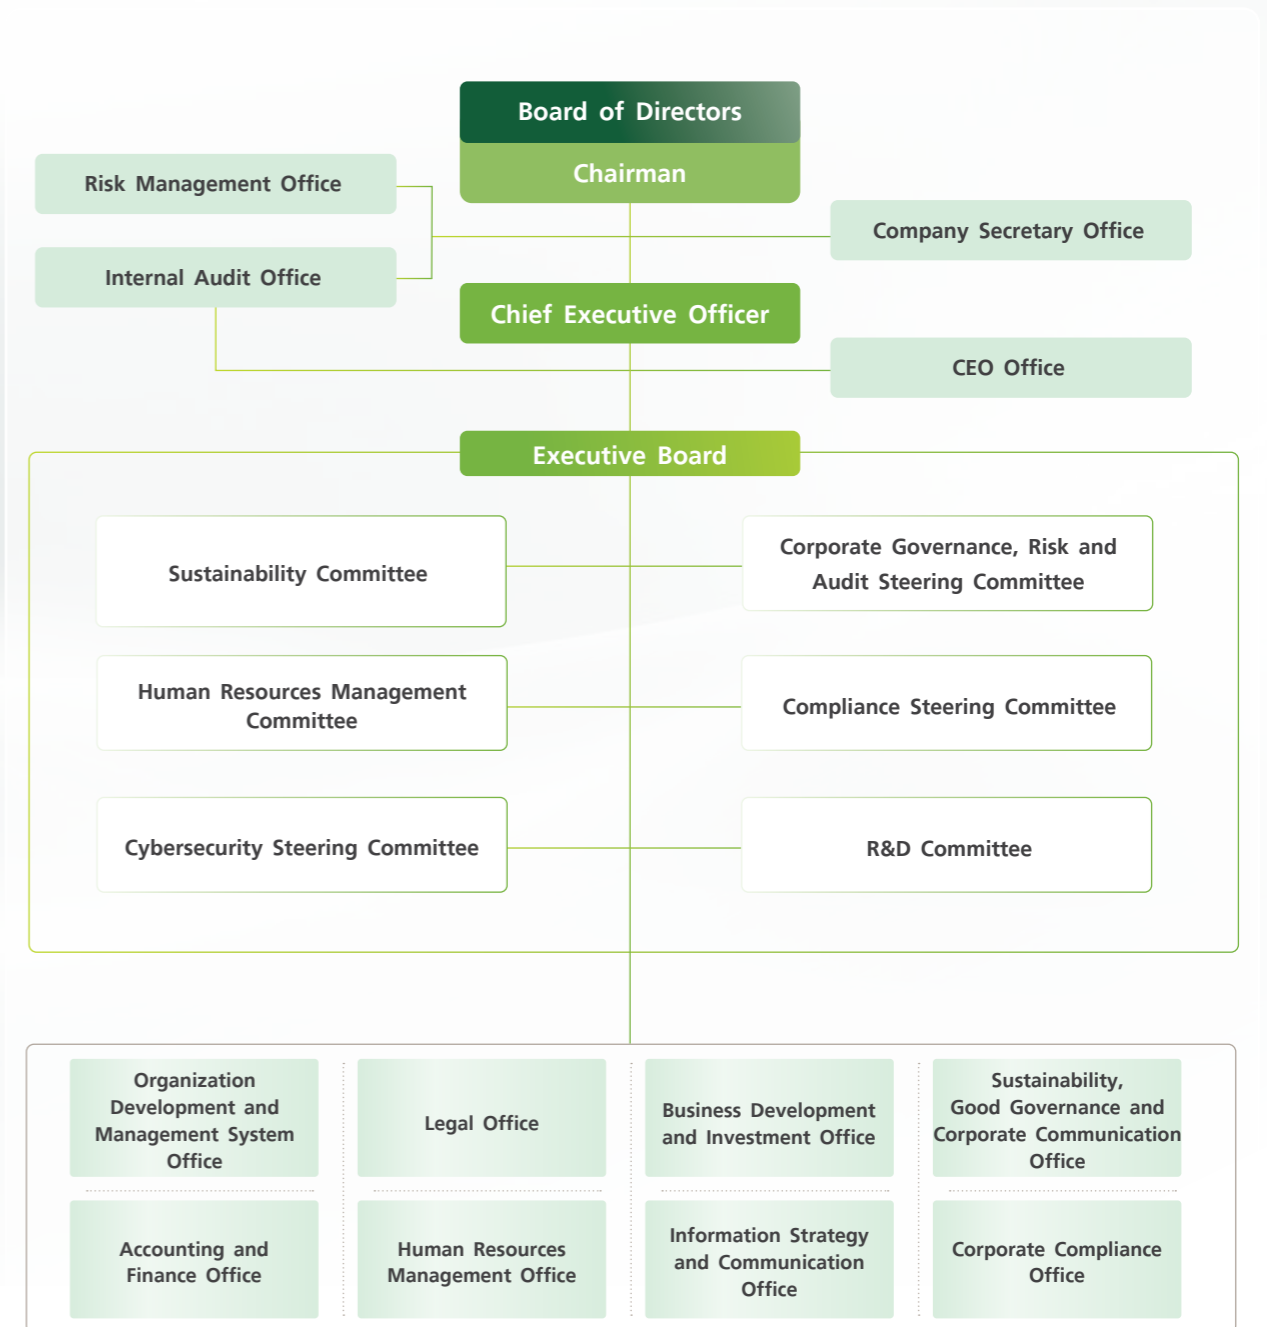 Board of Directors
Chairman
Risk Management Office
Company Secretary Office
Internal Audit Office
Chief Executive Officer
CEO Office
Executive Board
Sustainability Committee
Corporate Governance, Risk and
Audit Steering Committee
Human Resources Management
Committee
Compliance Steering Committee
Cybersecurity Steering Committee
R&D Committee
Organization
Development and
Management System
Office
Legal Office
Business Development
and Investment Office
Sustainability,
Good Governance and
Corporate Communication
Office
Accounting and
Finance Office
Human Resources
Management Office
Information Strategy
and Communication
Office
Corporate Compliance
Office